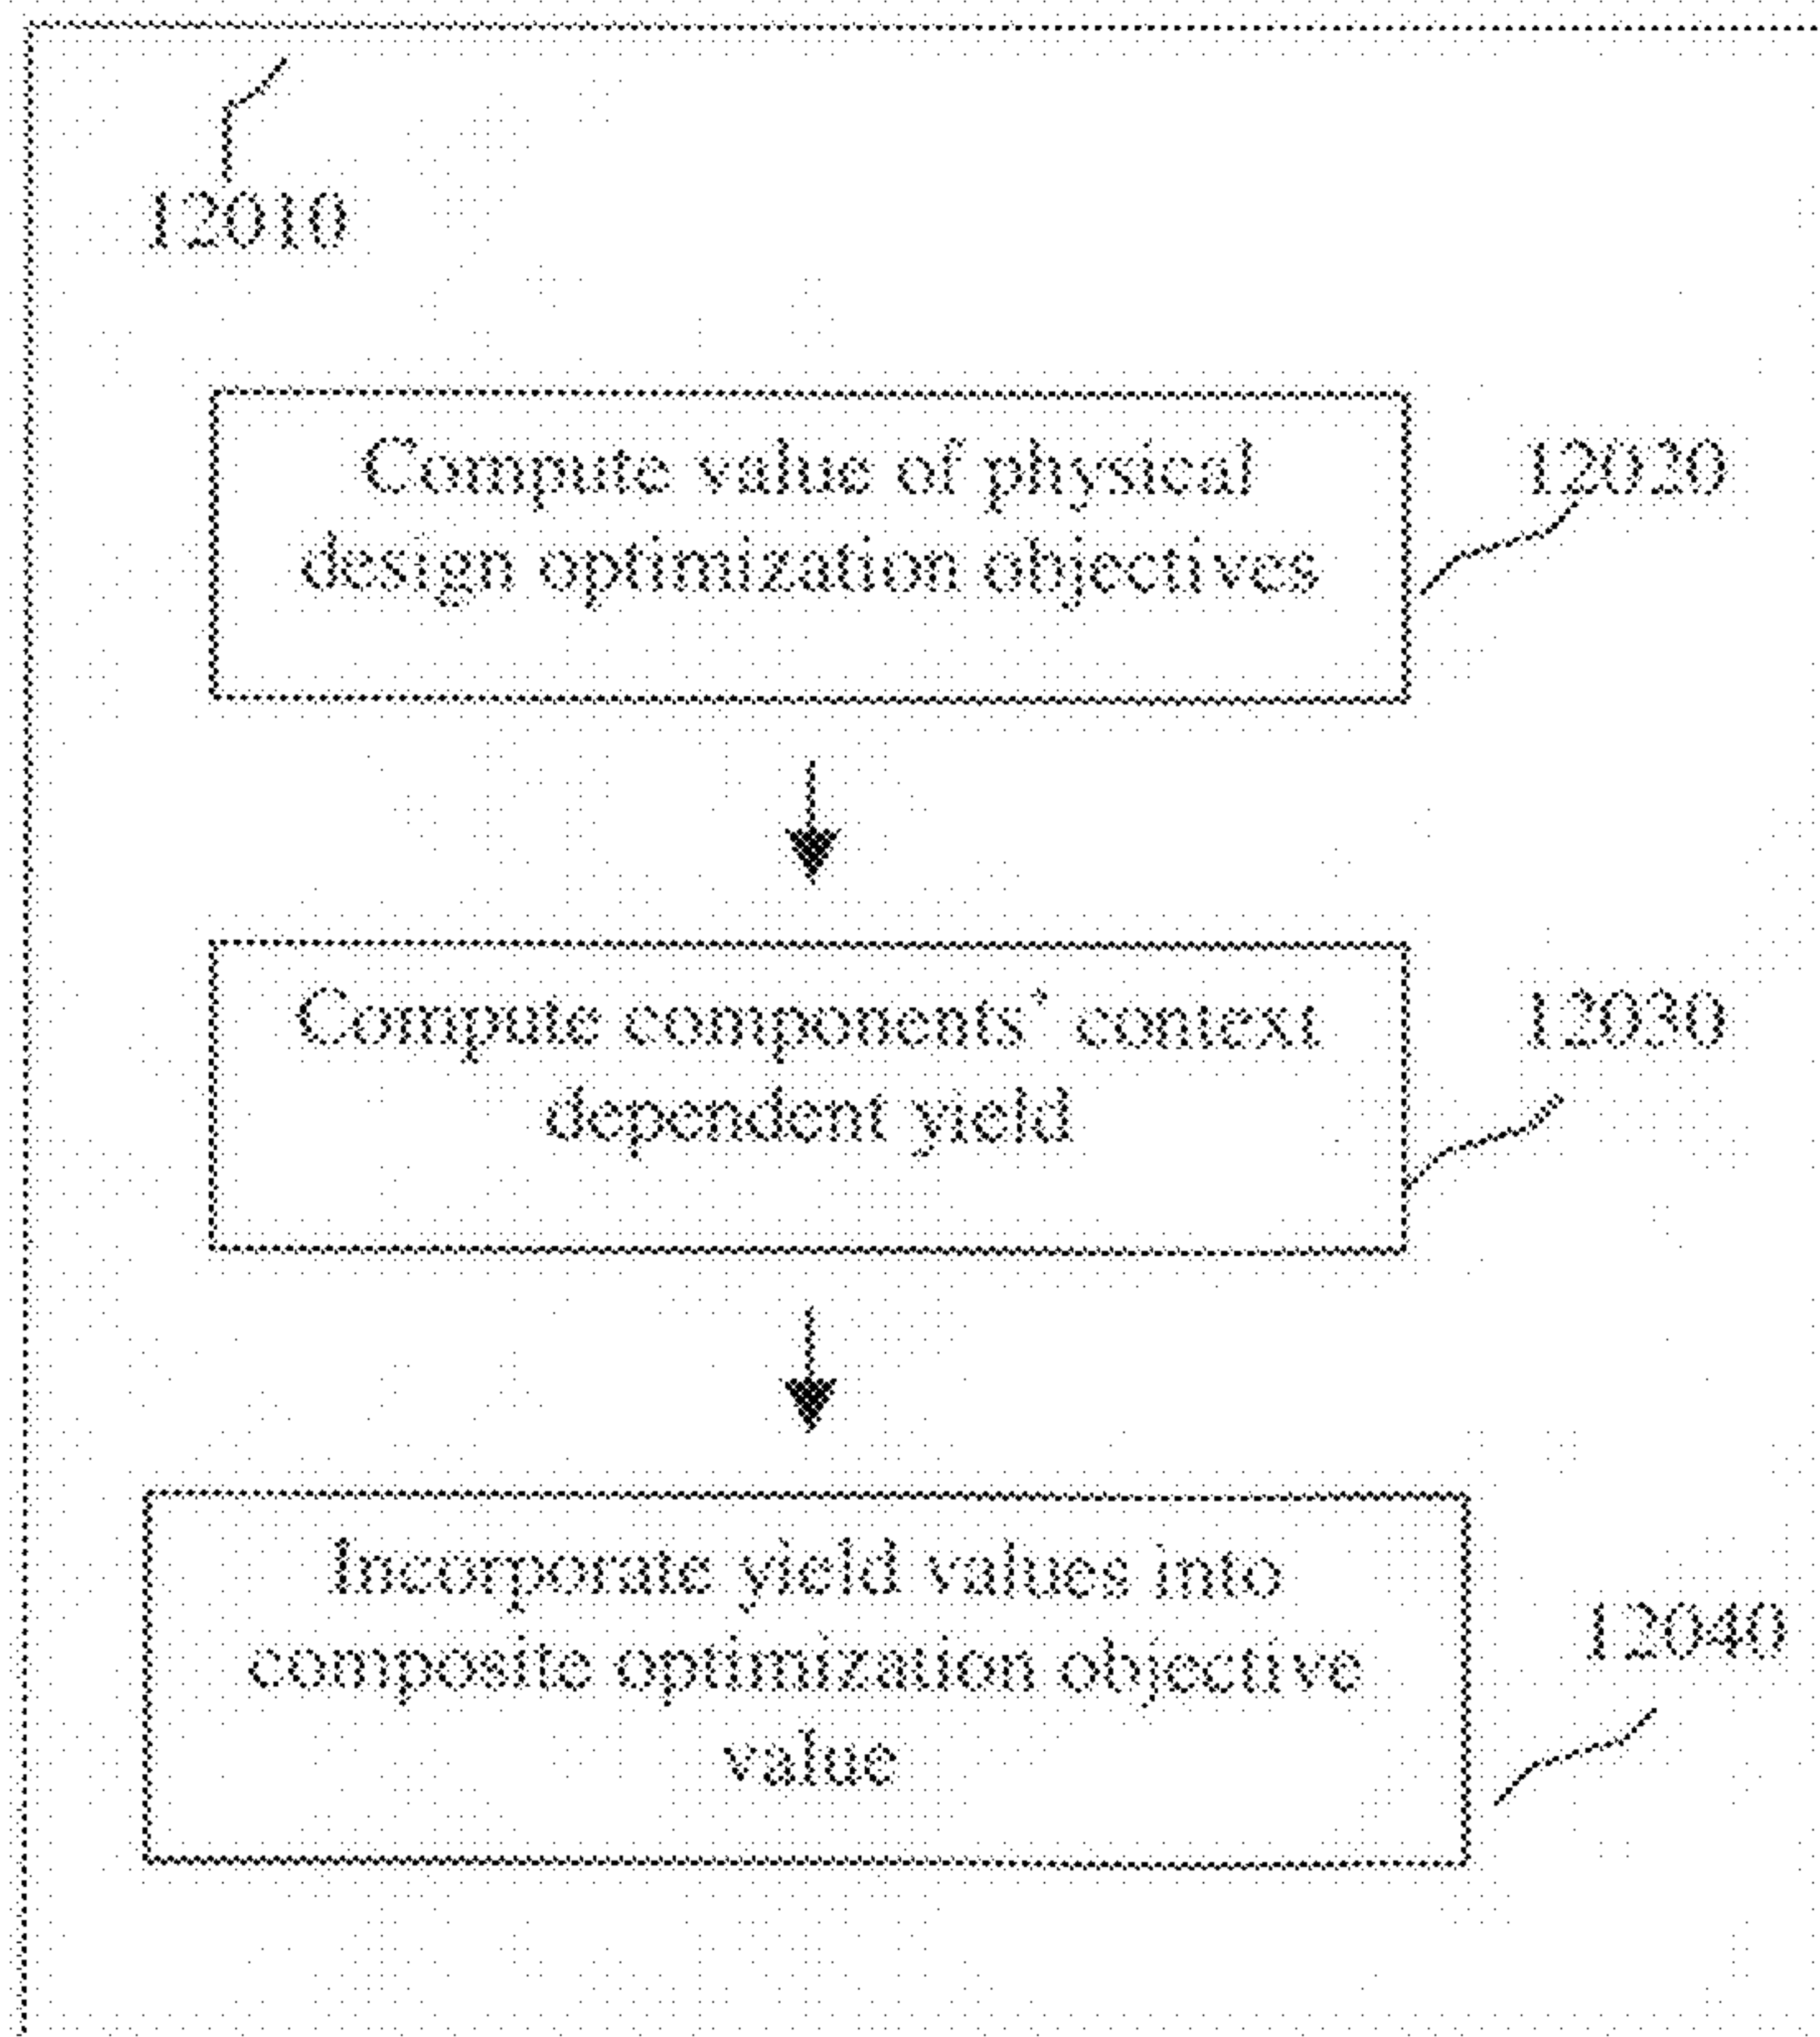 12010
Compute value of physical
design optimization objectives
12020
Compute components' context
dependent yield
12030
Incorporate yield values into
composite optimization objective
value
12040